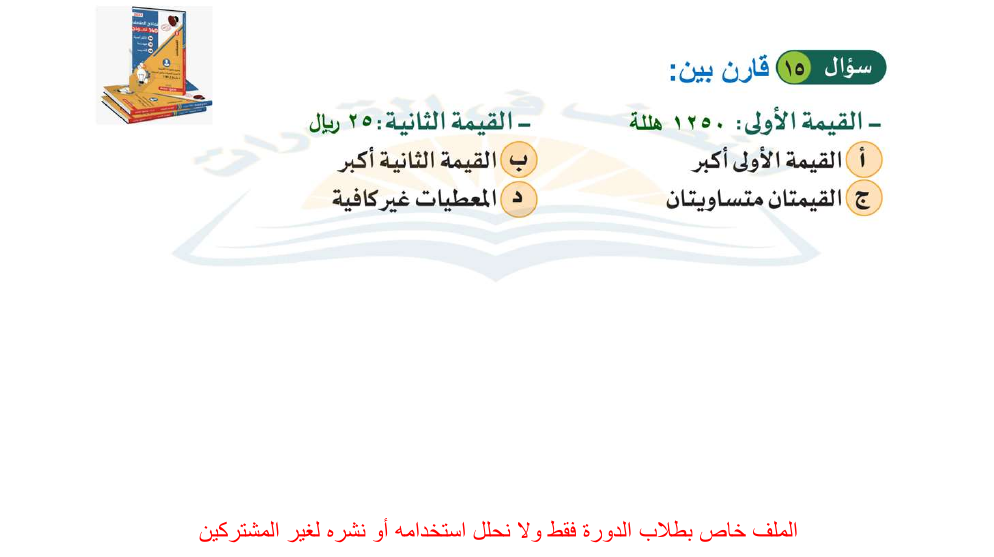 سؤال ١٥ قارن بين:
- القيمة الأولى: ١٢٥٠ هللة - القيمة الثانية: ٢٥ ريال
أ القيمة الأولى أكبر ب القيمة الثانية أكبر
ج القيمتان متساويتان د المعطيات غير كافية
الملف خاص بطلاب الدورة فقط ولا نحلل استخدامه أو نشره لغير المشتركين